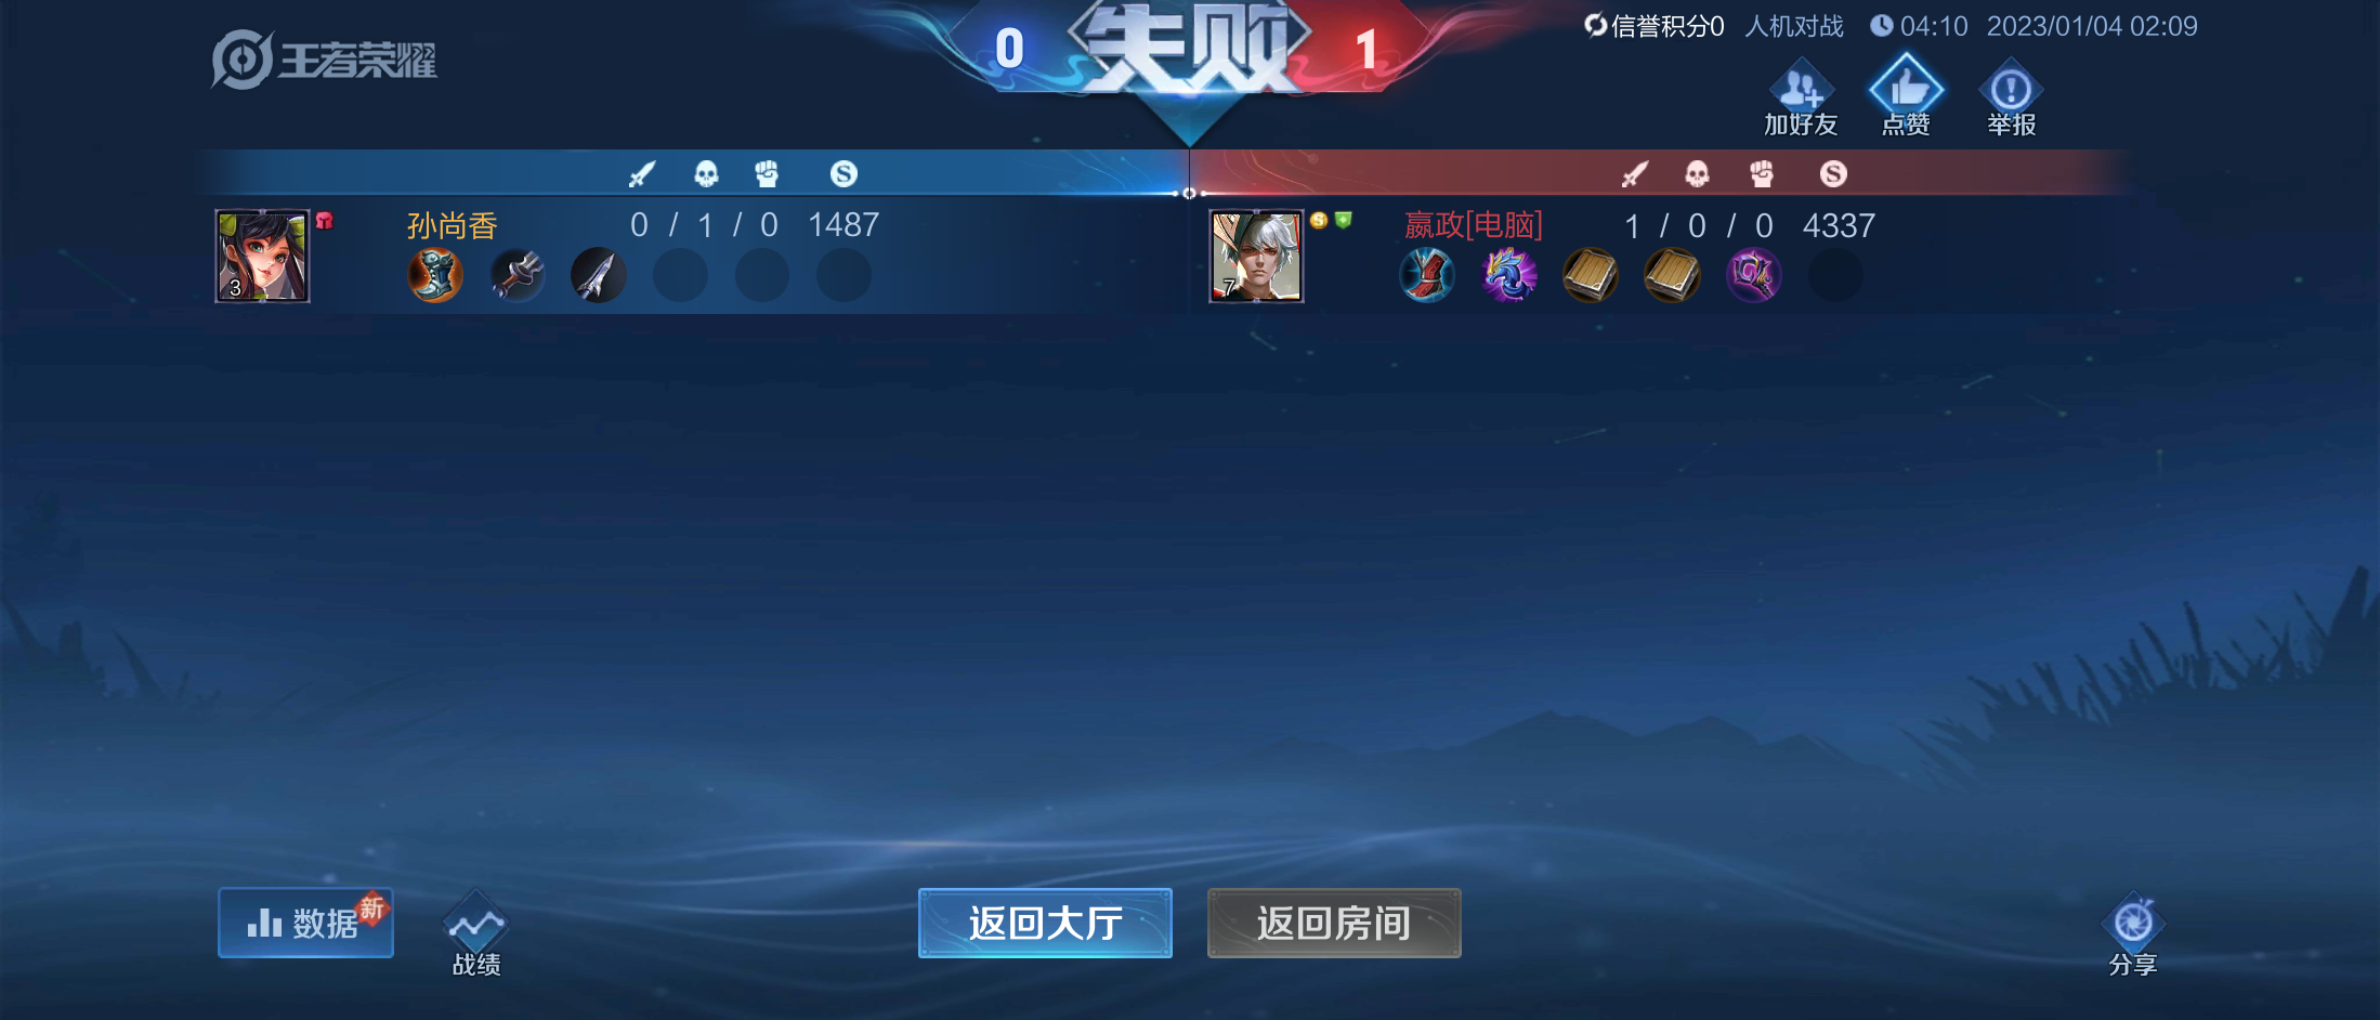 王者荣耀
0 失败 1
信誉积分0 人机对战 04:10 2023/01/04 02:09
加好友 点赞 举报
S S
孙尚香 0 / 1 / 0 1487
3
S 嬴政[电脑] 1 / 0 / 0 4337
7
数据 新
战绩
返回大厅
返回房间
分享